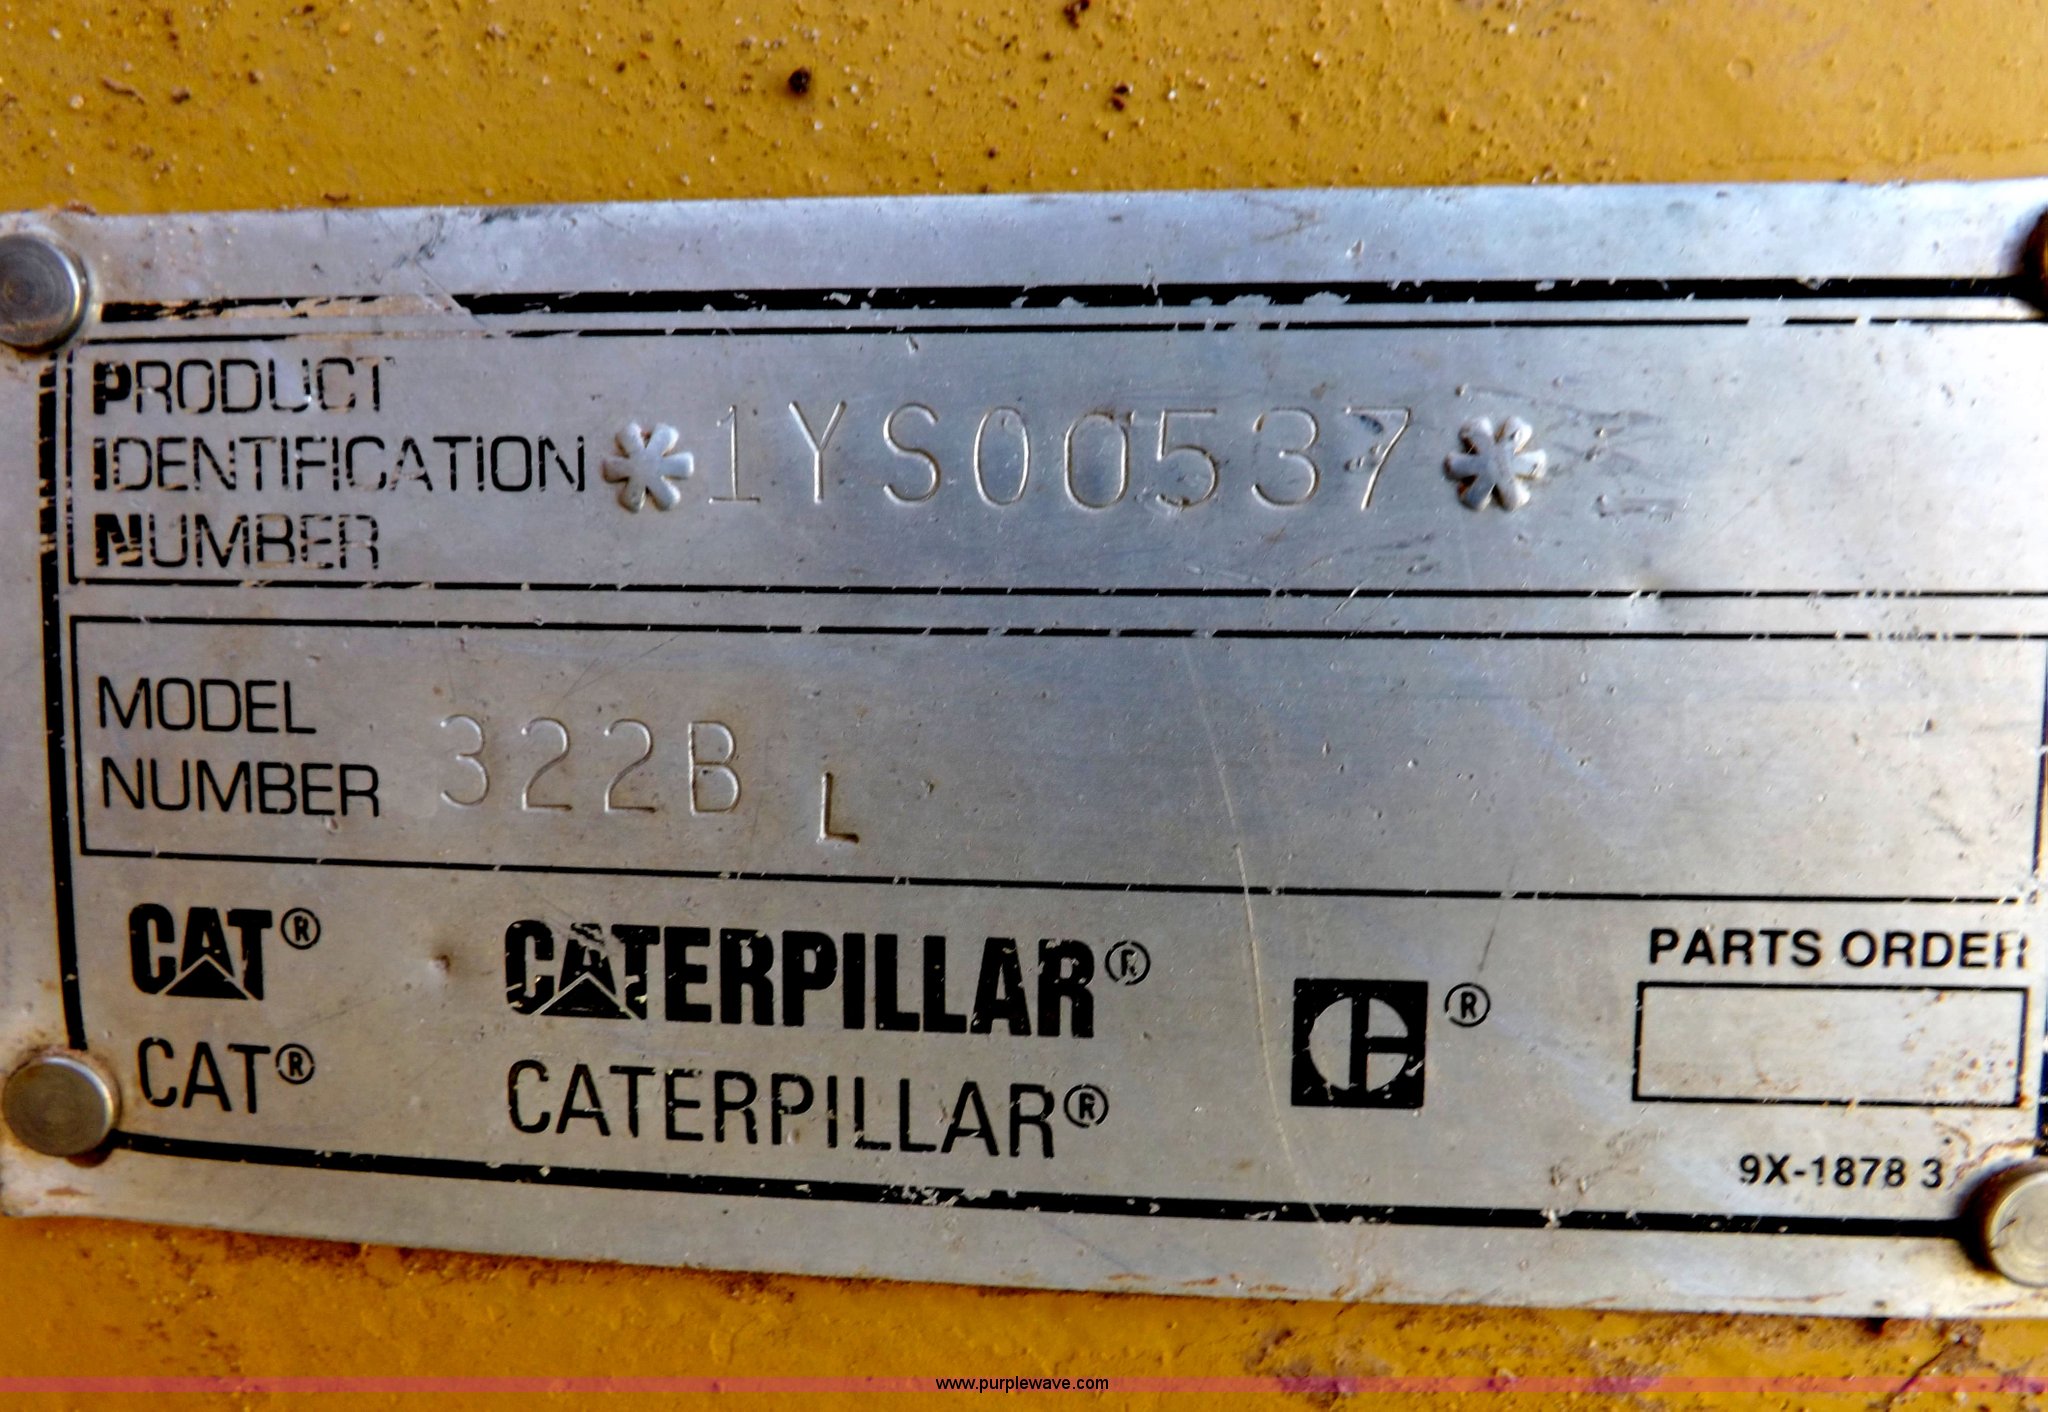 PRODUCT
IDENTIFICATION
NUMBER
*1YS00537*
MODEL
NUMBER
322B L
CAT®
CATERPILLAR®
®
PARTS ORDER
CAT®
CATERPILLAR®
9X-1878 3
www.purplewave.com